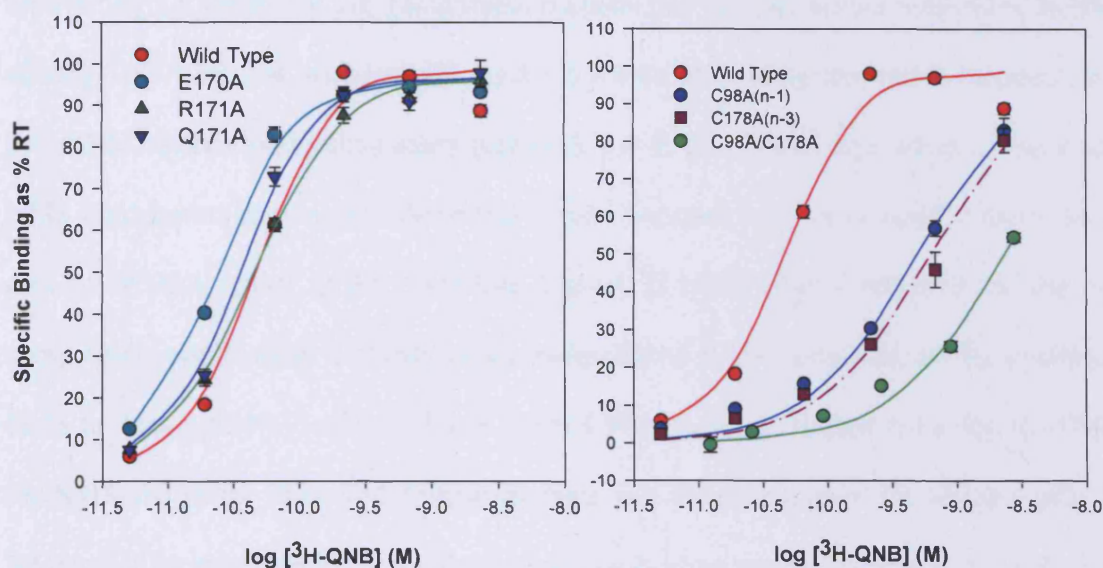 Specific Binding as % RT
110
100
90
80
70
60
50
40
30
20
10
0
Wild Type
E170A
R171A
Q171A
-11.5 -11.0 -10.5 -10.0 -9.5 -9.0 -8.5 -8.0
log [³H-QNB] (M)
110
100
90
80
70
60
50
40
30
20
10
0
-10
Wild Type
C98A(n-1)
C178A(n-3)
C98A/C178A
-11.5 -11.0 -10.5 -10.0 -9.5 -9.0 -8.5 -8.0
log [³H-QNB] (M)